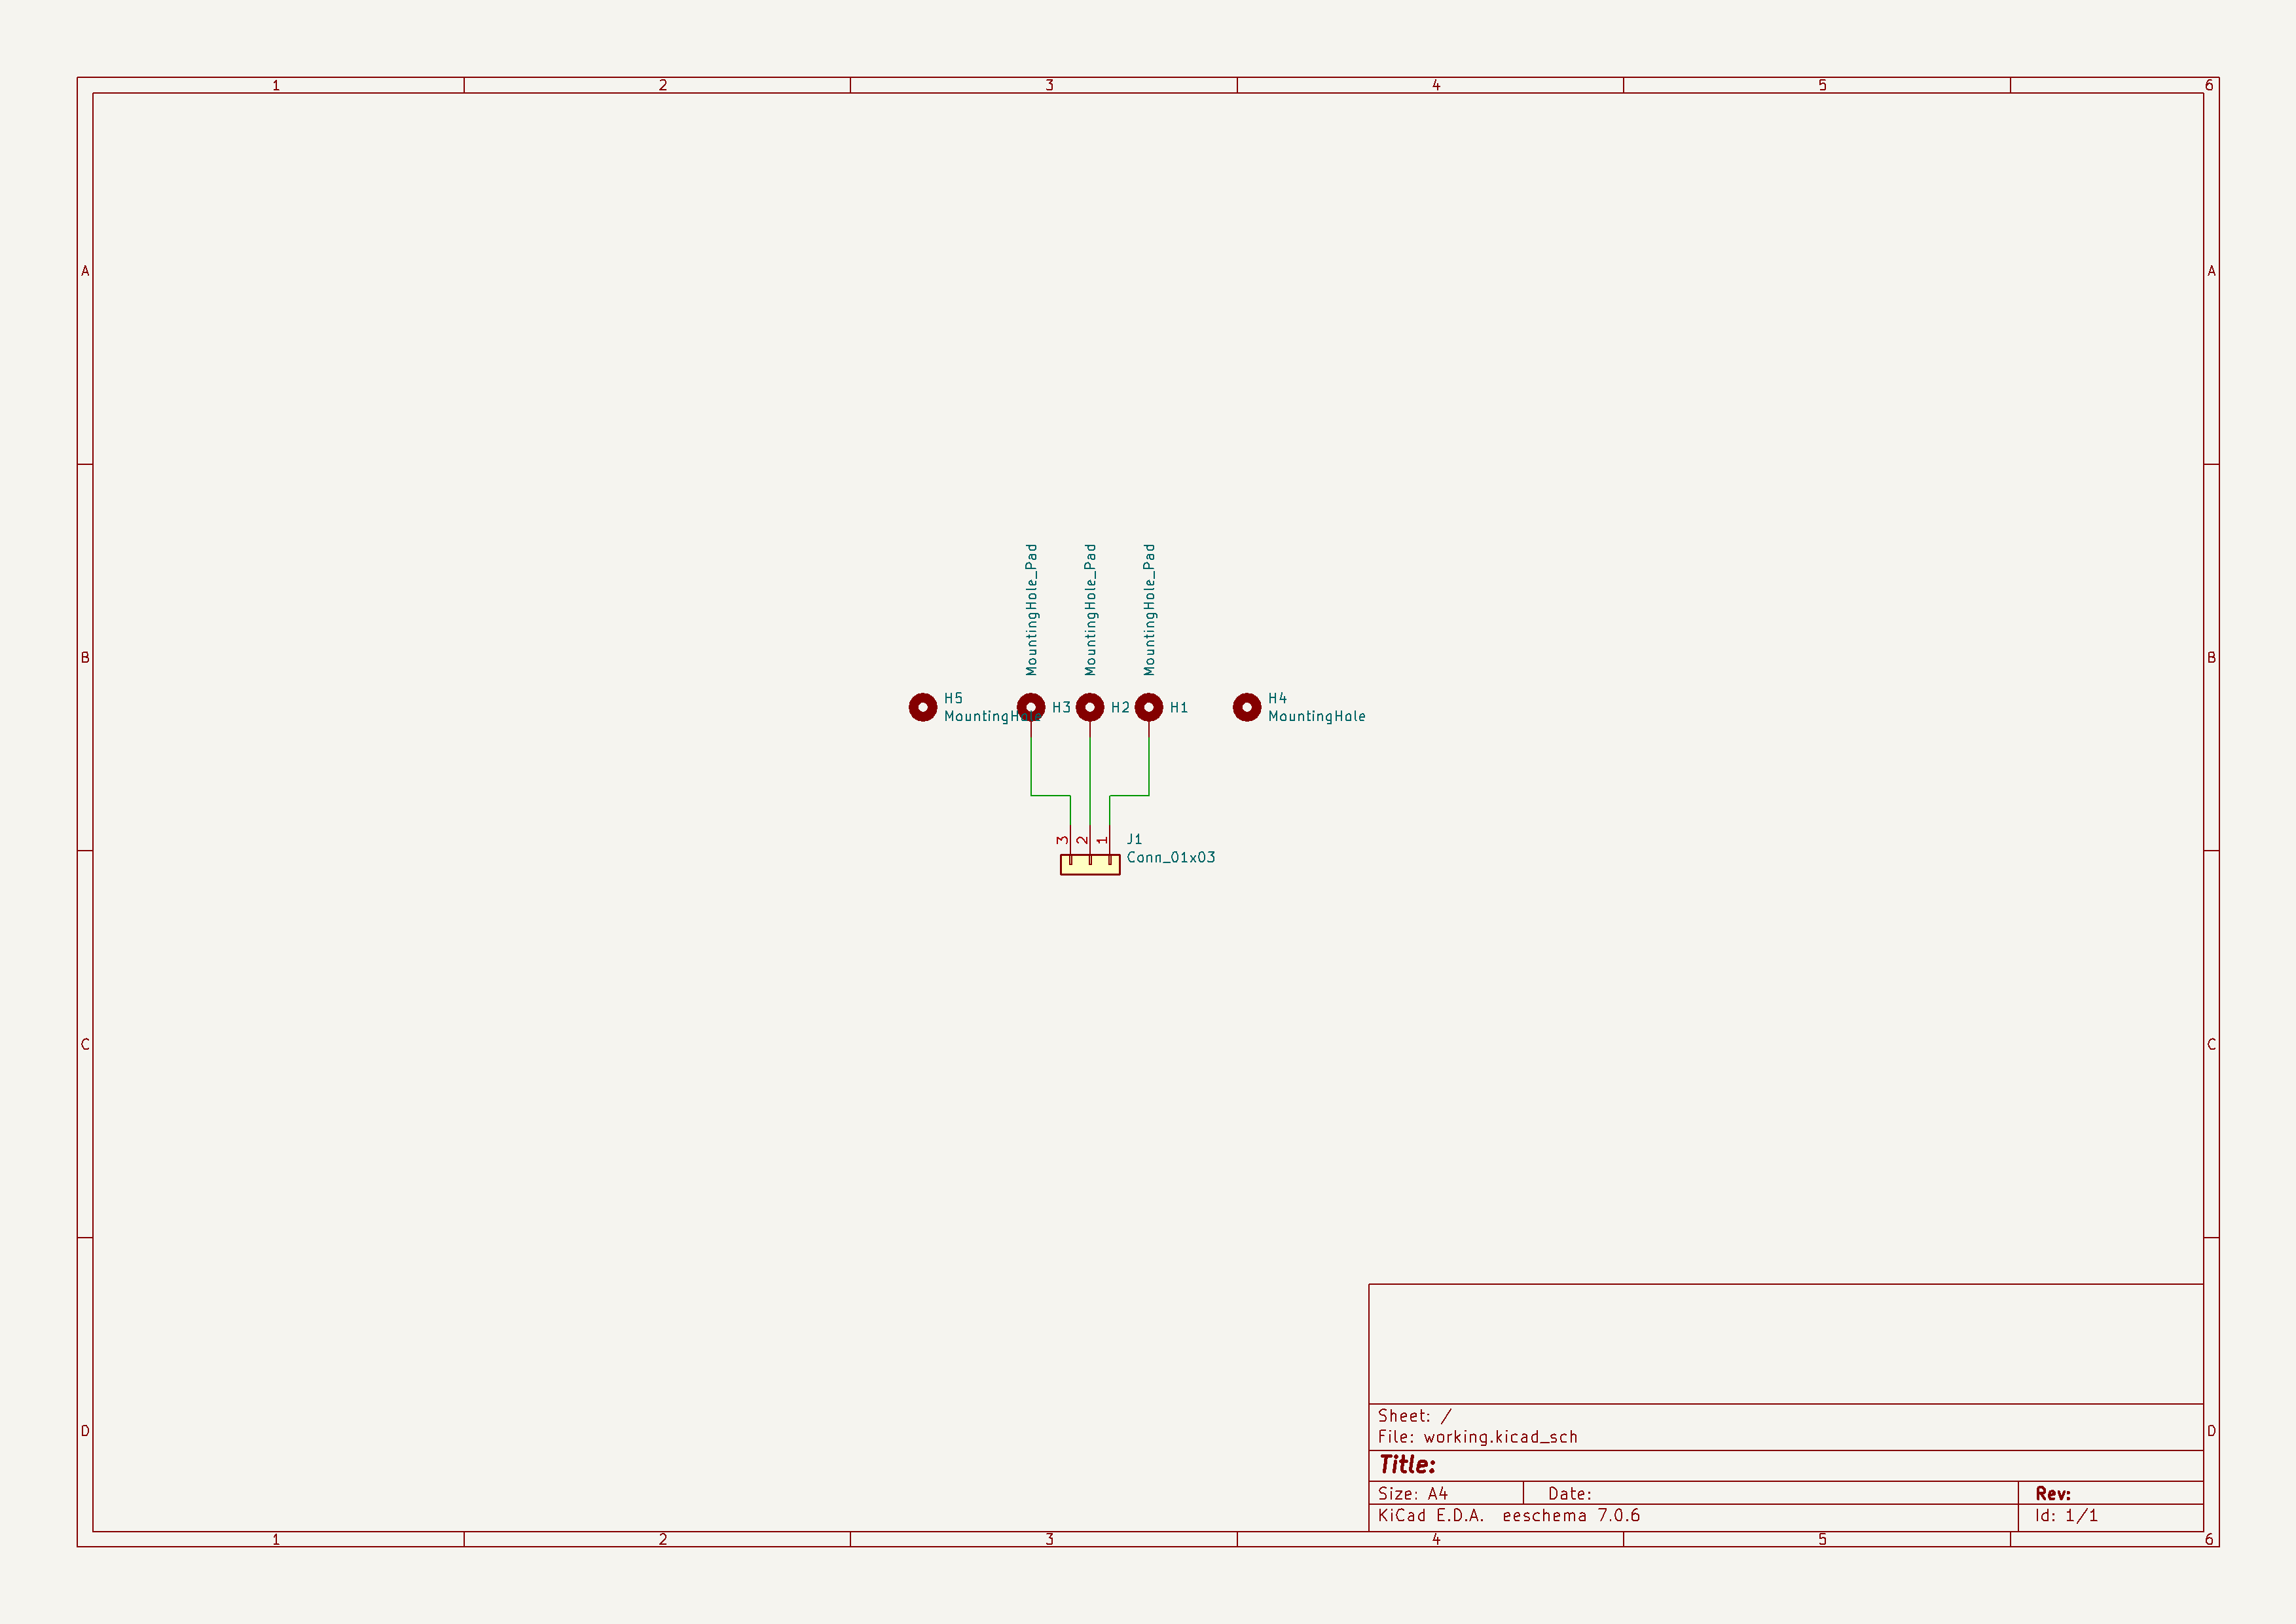 1 2 3 4 5 6
A A
MountingHole_Pad
MountingHole_Pad
MountingHole_Pad
B B
H5
MountingHole
H3
H2
H1
H4
MountingHole
3
2
1
J1
Conn_01x03
C C
Sheet: /
File: working.kicad_sch
D D
Title:
Size: A4
Date:
Rev:
KiCad E.D.A. eeschema 7.0.6
Id: 1/1
1 2 3 4 5 6